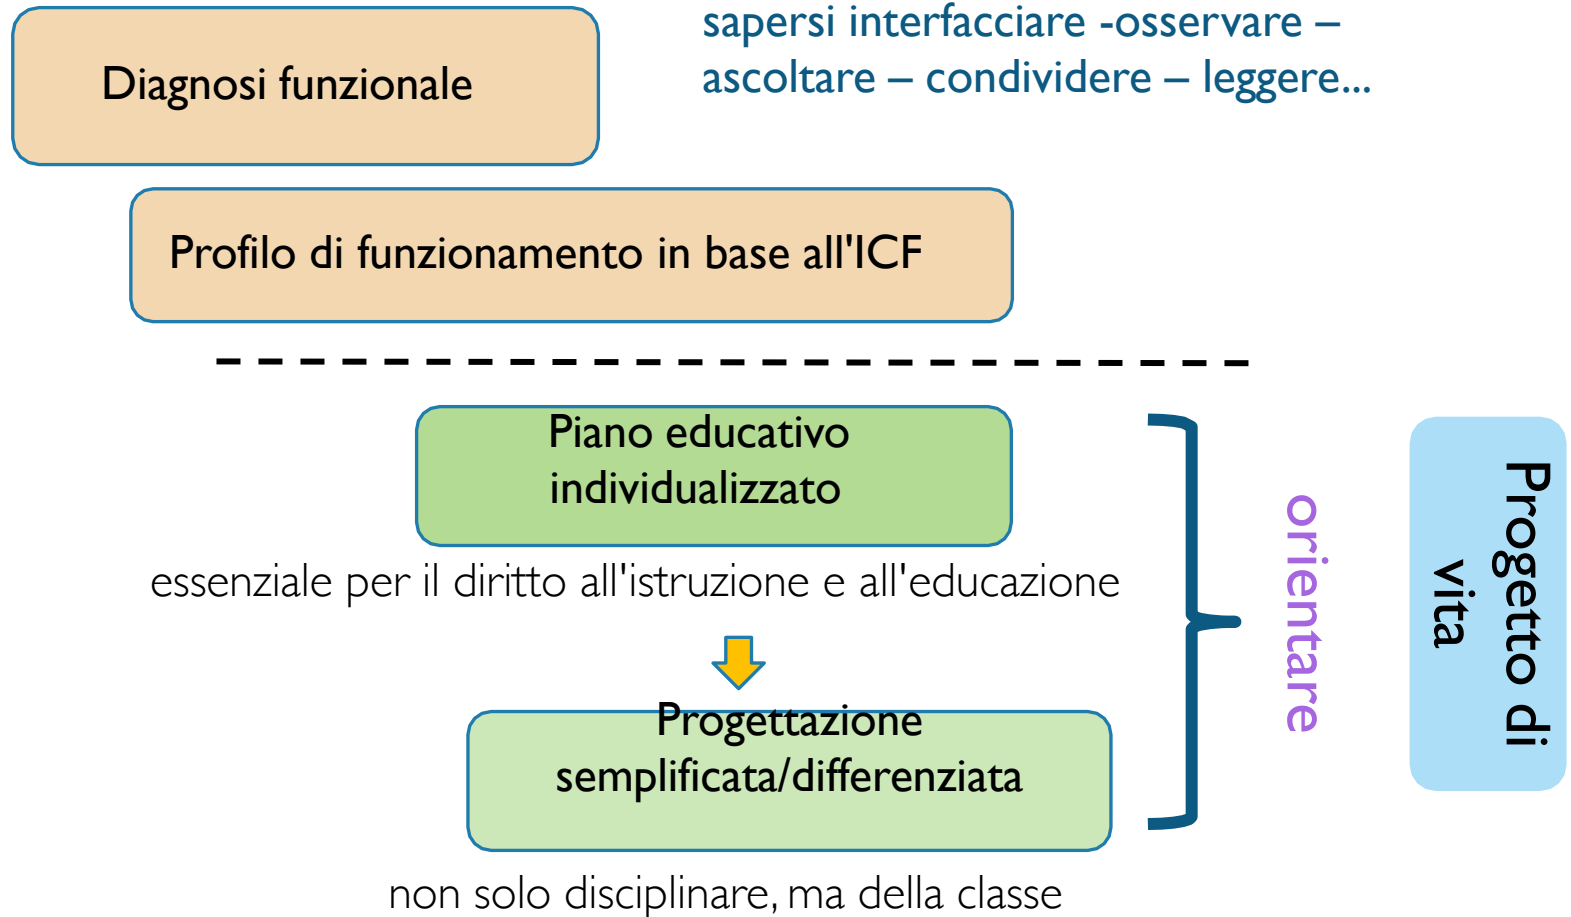 sapersi interfacciare -osservare –
ascoltare – condividere – leggere...
Diagnosi funzionale
Profilo di funzionamento in base all'ICF
Piano educativo
individualizzato
essenziale per il diritto all'istruzione e all'educazione
Progettazione
semplificata/differenziata
non solo disciplinare, ma della classe
orientare
Progetto di
vita